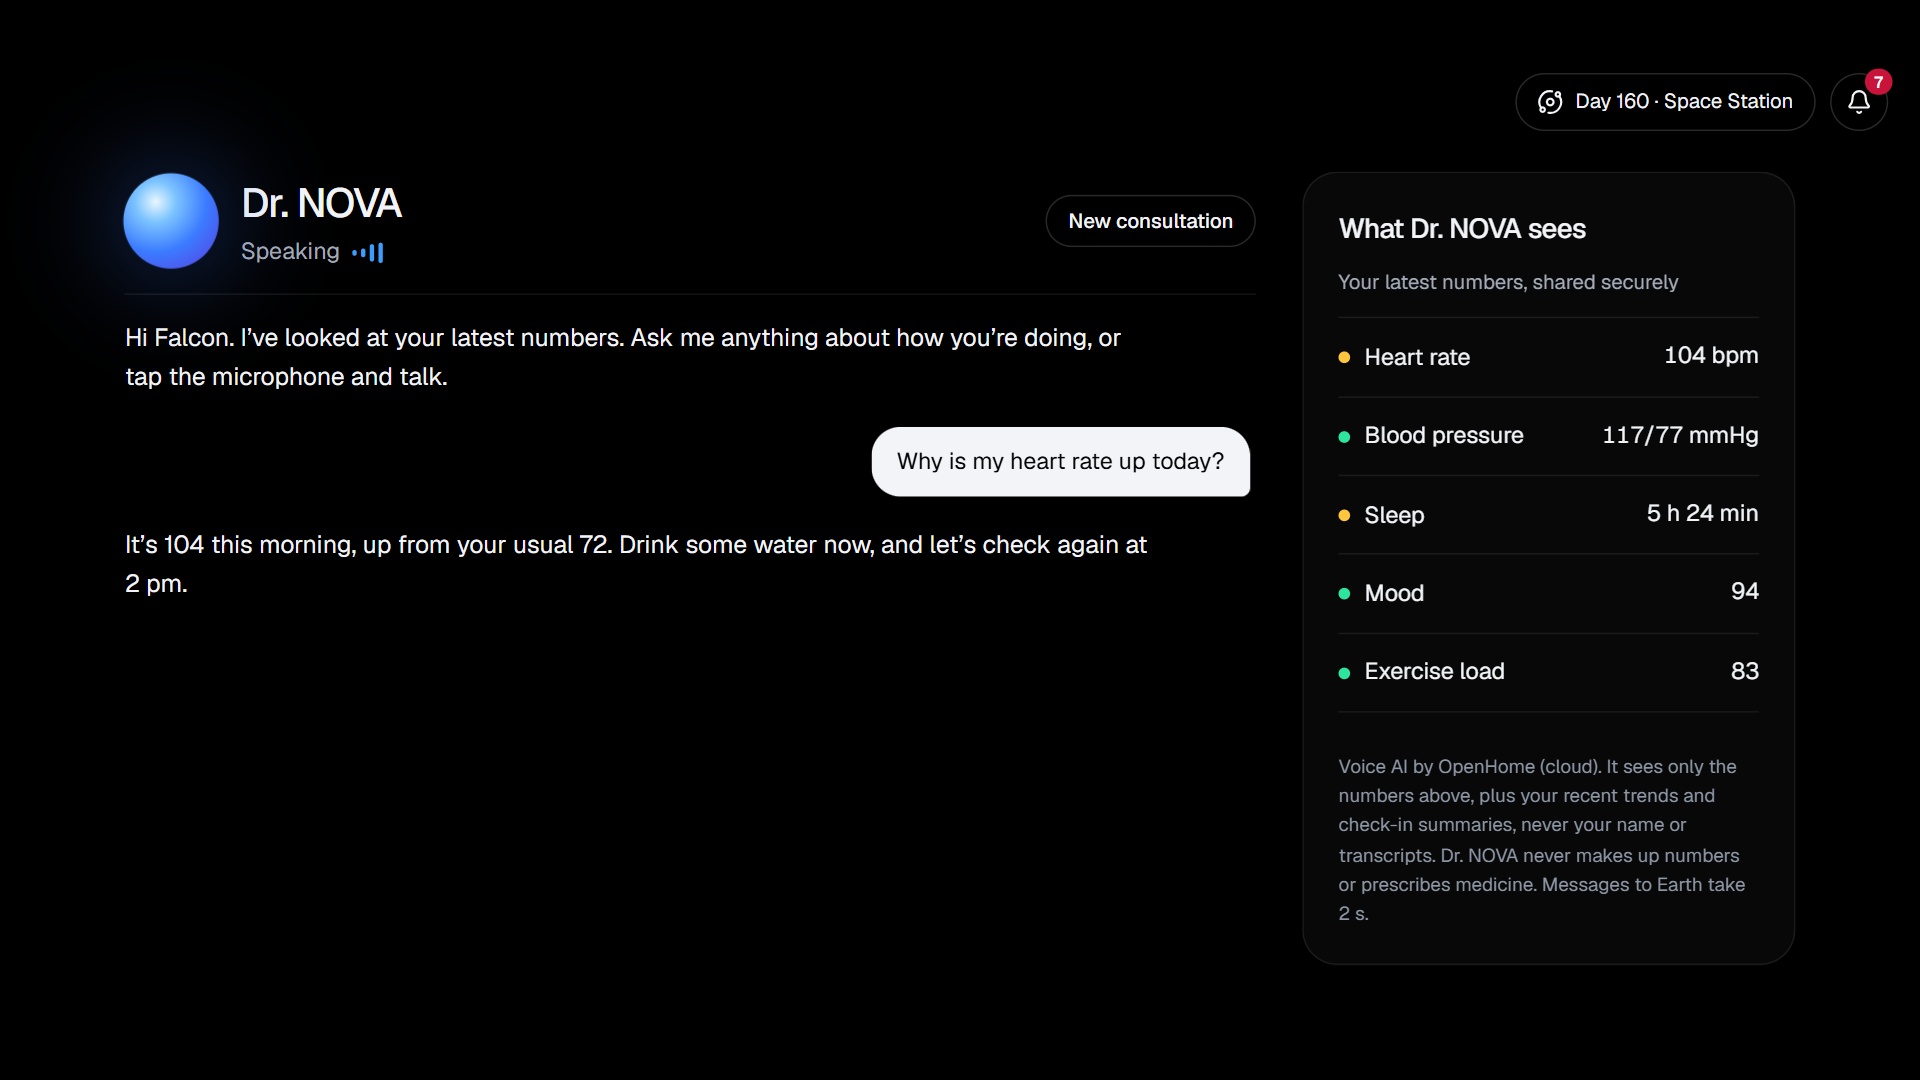 Day 160 · Space Station
7
Dr. NOVA
Speaking
New consultation
Hi Falcon. I’ve looked at your latest numbers. Ask me anything about how you’re doing, or
tap the microphone and talk.
Why is my heart rate up today?
It’s 104 this morning, up from your usual 72. Drink some water now, and let’s check again at
2 pm.
What Dr. NOVA sees
Your latest numbers, shared securely
Heart rate 104 bpm
Blood pressure 117/77 mmHg
Sleep 5 h 24 min
Mood 94
Exercise load 83
Voice AI by OpenHome (cloud). It sees only the
numbers above, plus your recent trends and
check-in summaries, never your name or
transcripts. Dr. NOVA never makes up numbers
or prescribes medicine. Messages to Earth take
2 s.